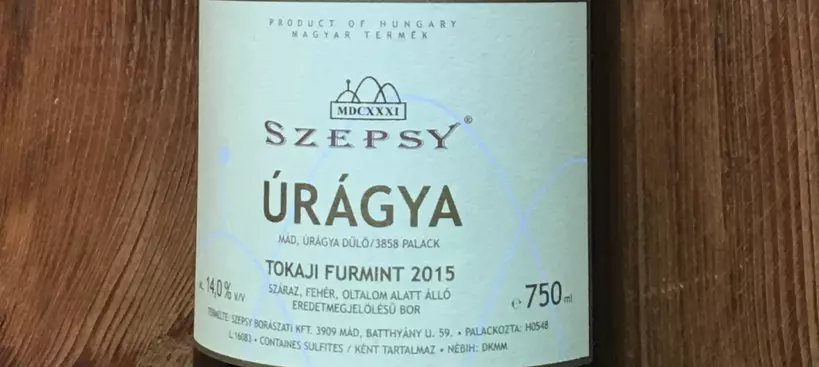 PRODUCT OF HUNGARY
MAGYAR TERMÉK
MDCXXXI
SZEPSY®
ÚRÁGYA
MÁD, ÚRÁGYA DŰLŐ/3858 PALACK
TOKAJI FURMINT 2015
AL. 14,0 % V/V
SZÁRAZ, FEHÉR, OLTALOM ALATT ÁLLÓ
EREDETMEGJELÖLÉSŰ BOR
e 750 ml
TERMELTE: SZEPSY BORÁSZATI KFT. 3909 MÁD, BATTHYÁNY U. 59. • PALACKOZTA: H0548
L:16083 • CONTAINES SULFITES / KÉNT TARTALMAZ • NÉBIH: DKMM